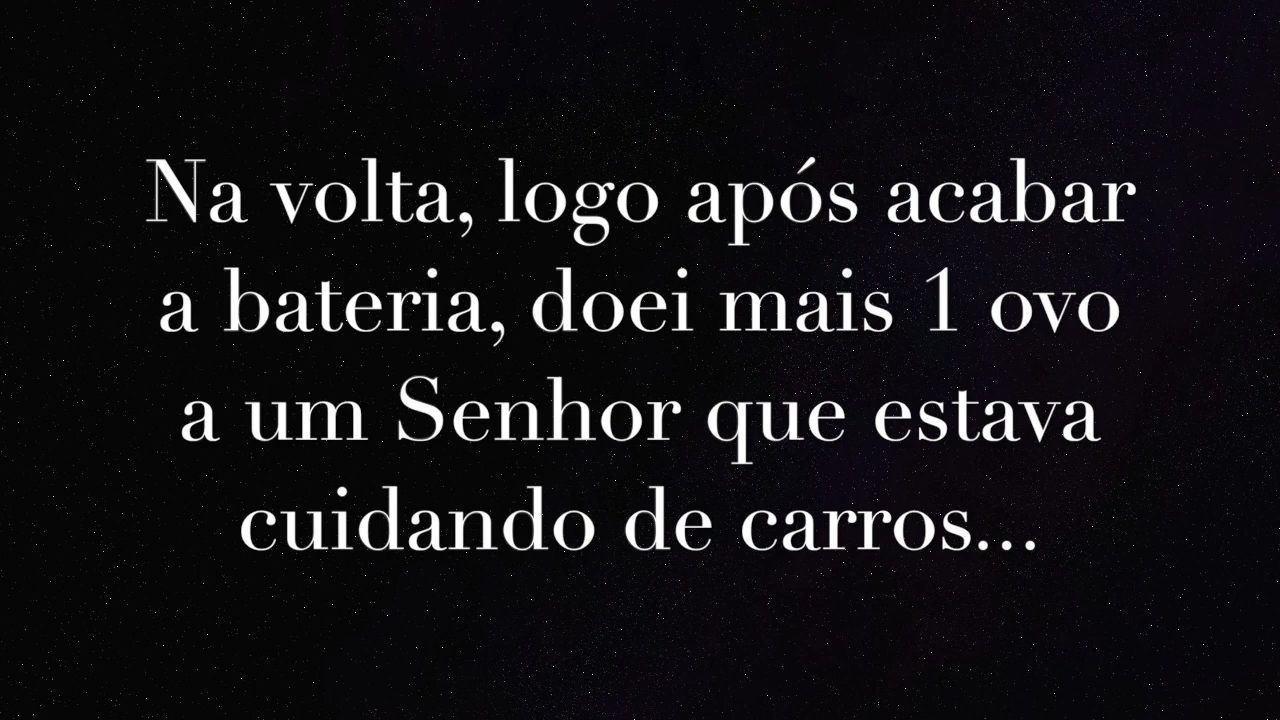 Na volta, logo após acabar
a bateria, doei mais 1 ovo
a um Senhor que estava
cuidando de carros...